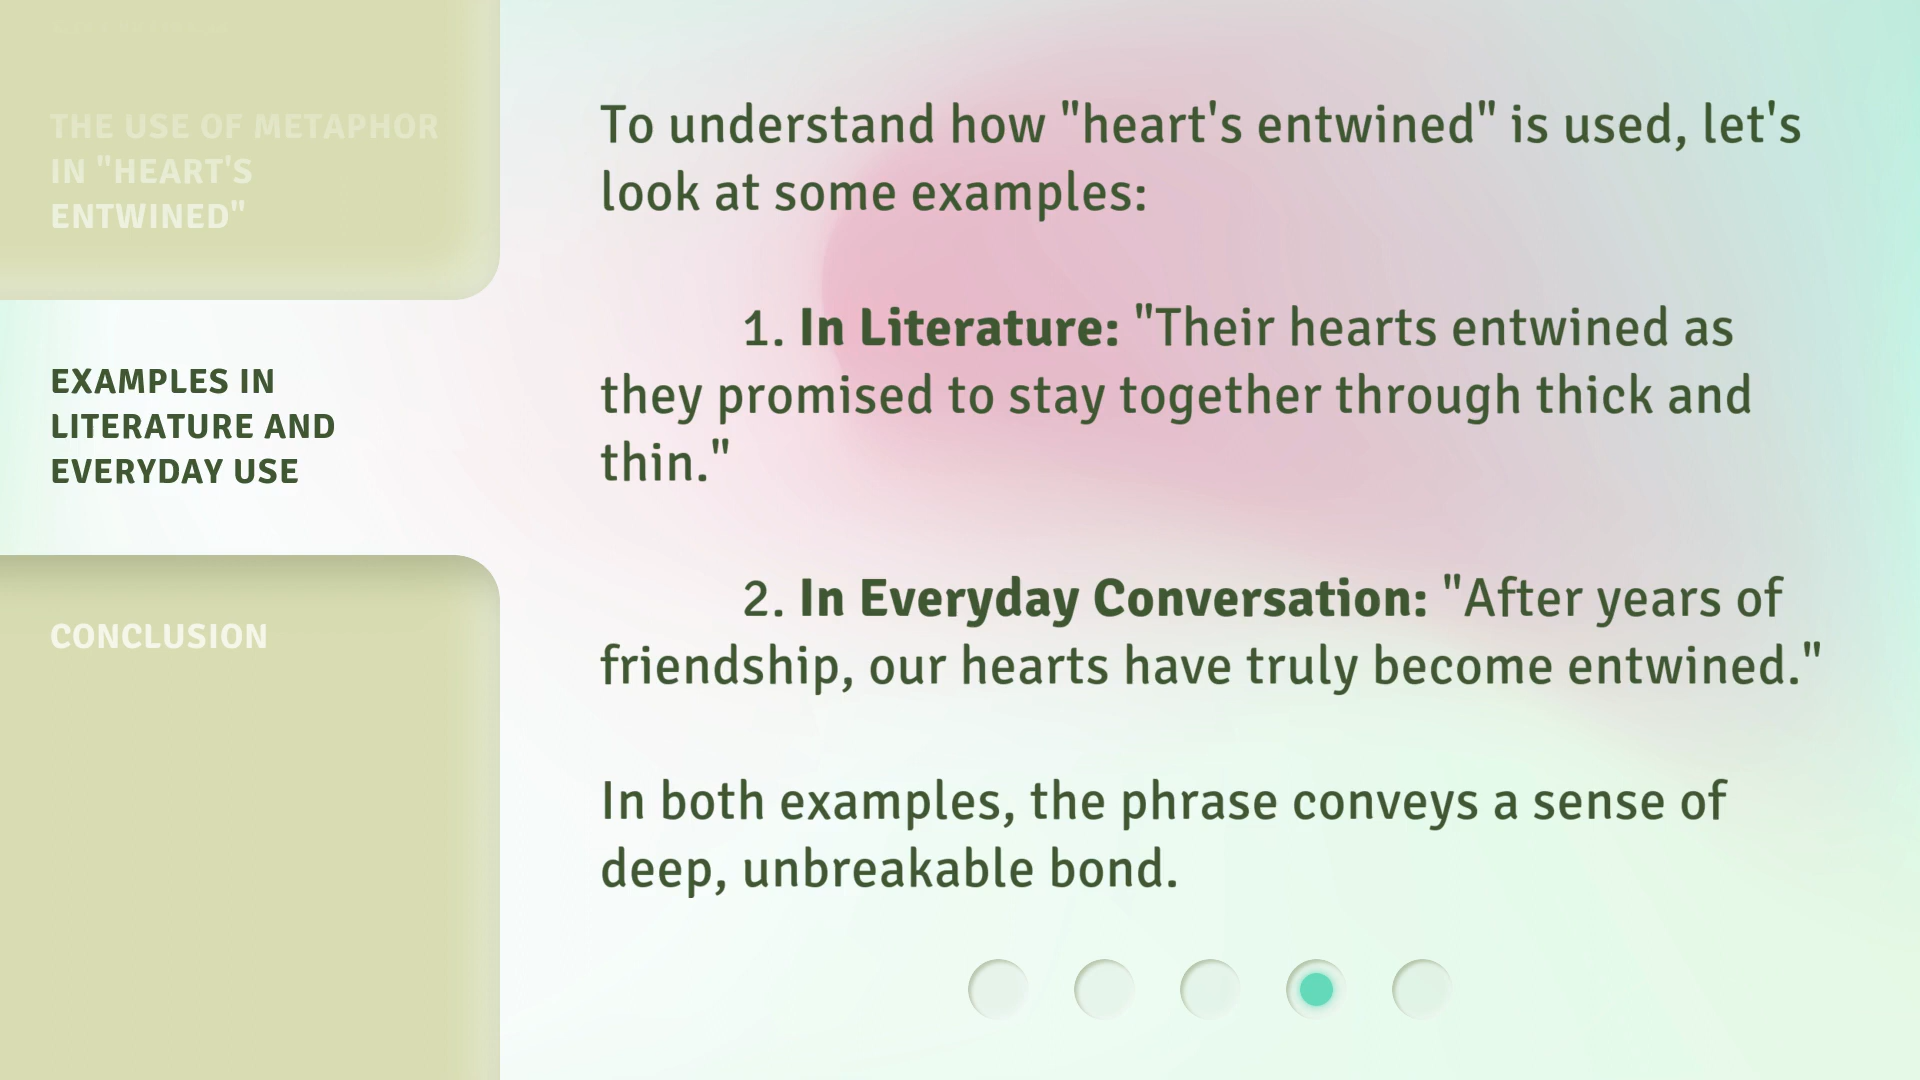 THE USE OF METAPHOR
IN "HEART'S
ENTWINED"
EXAMPLES IN
LITERATURE AND
EVERYDAY USE
CONCLUSION
To understand how "heart's entwined" is used, let's
look at some examples:
1. In Literature: "Their hearts entwined as
they promised to stay together through thick and
thin."
2. In Everyday Conversation: "After years of
friendship, our hearts have truly become entwined."
In both examples, the phrase conveys a sense of
deep, unbreakable bond.